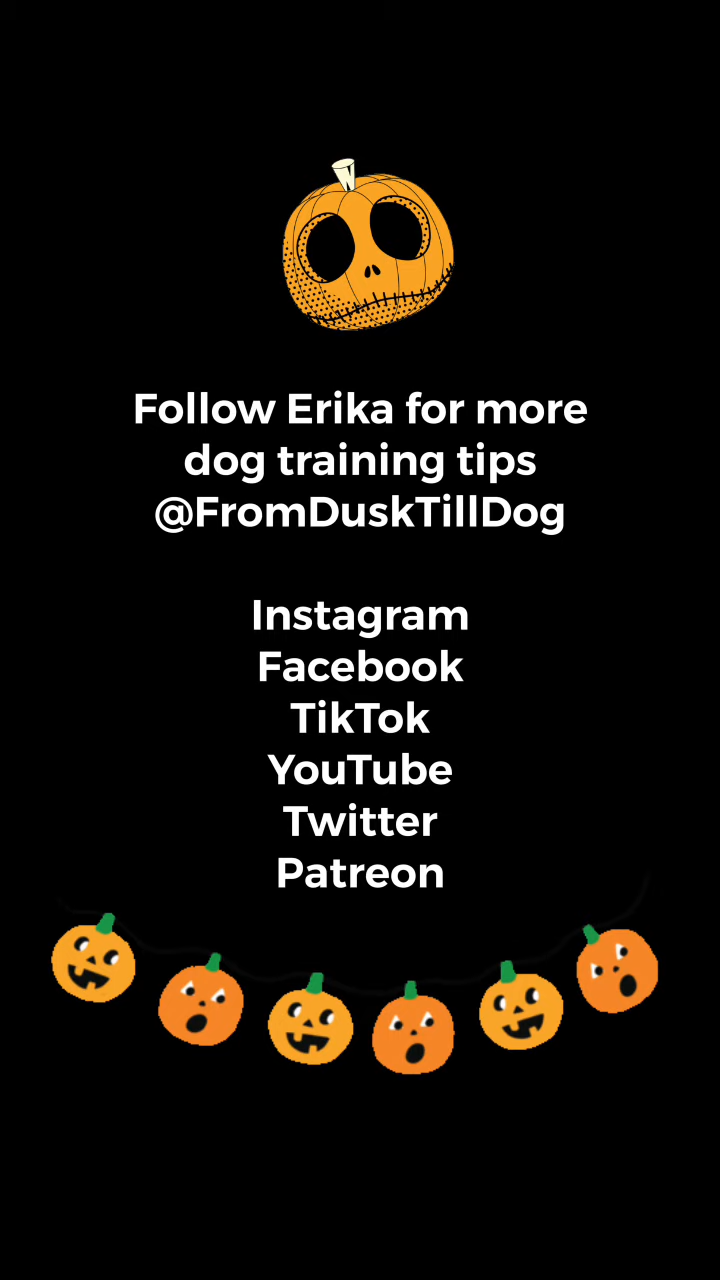 Follow Erika for more
dog training tips
@FromDuskTillDog
Instagram
Facebook
TikTok
YouTube
Twitter
Patreon